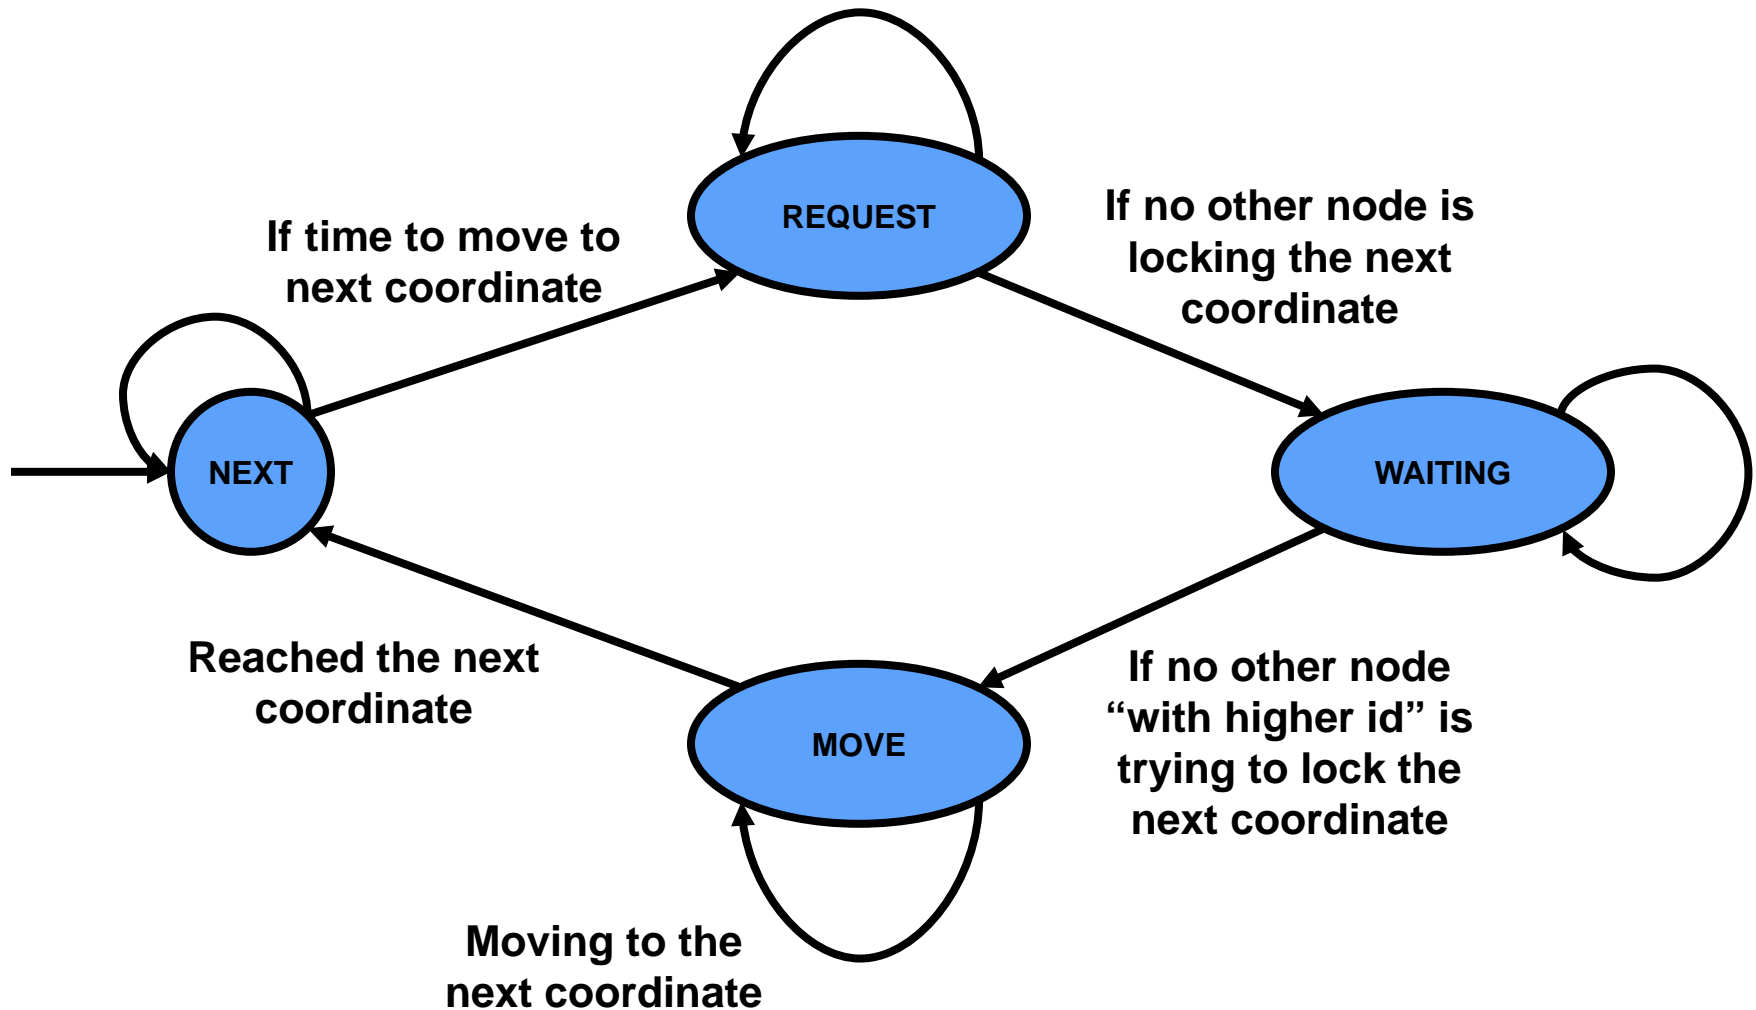 REQUEST
If time to move to
next coordinate
If no other node is
locking the next
coordinate
NEXT
WAITING
Reached the next
coordinate
MOVE
If no other node
“with higher id” is
trying to lock the
next coordinate
Moving to the
next coordinate